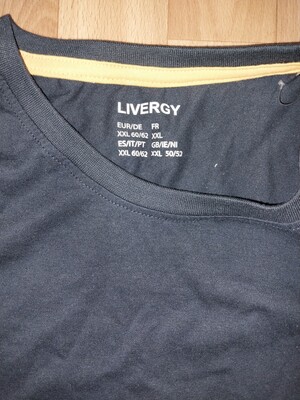 LIVERGY
EUR/DE FR
XXL 60/62 XXL
ES/IT/PT GB/IE/NI
XXL 60/62 XXL 50/52